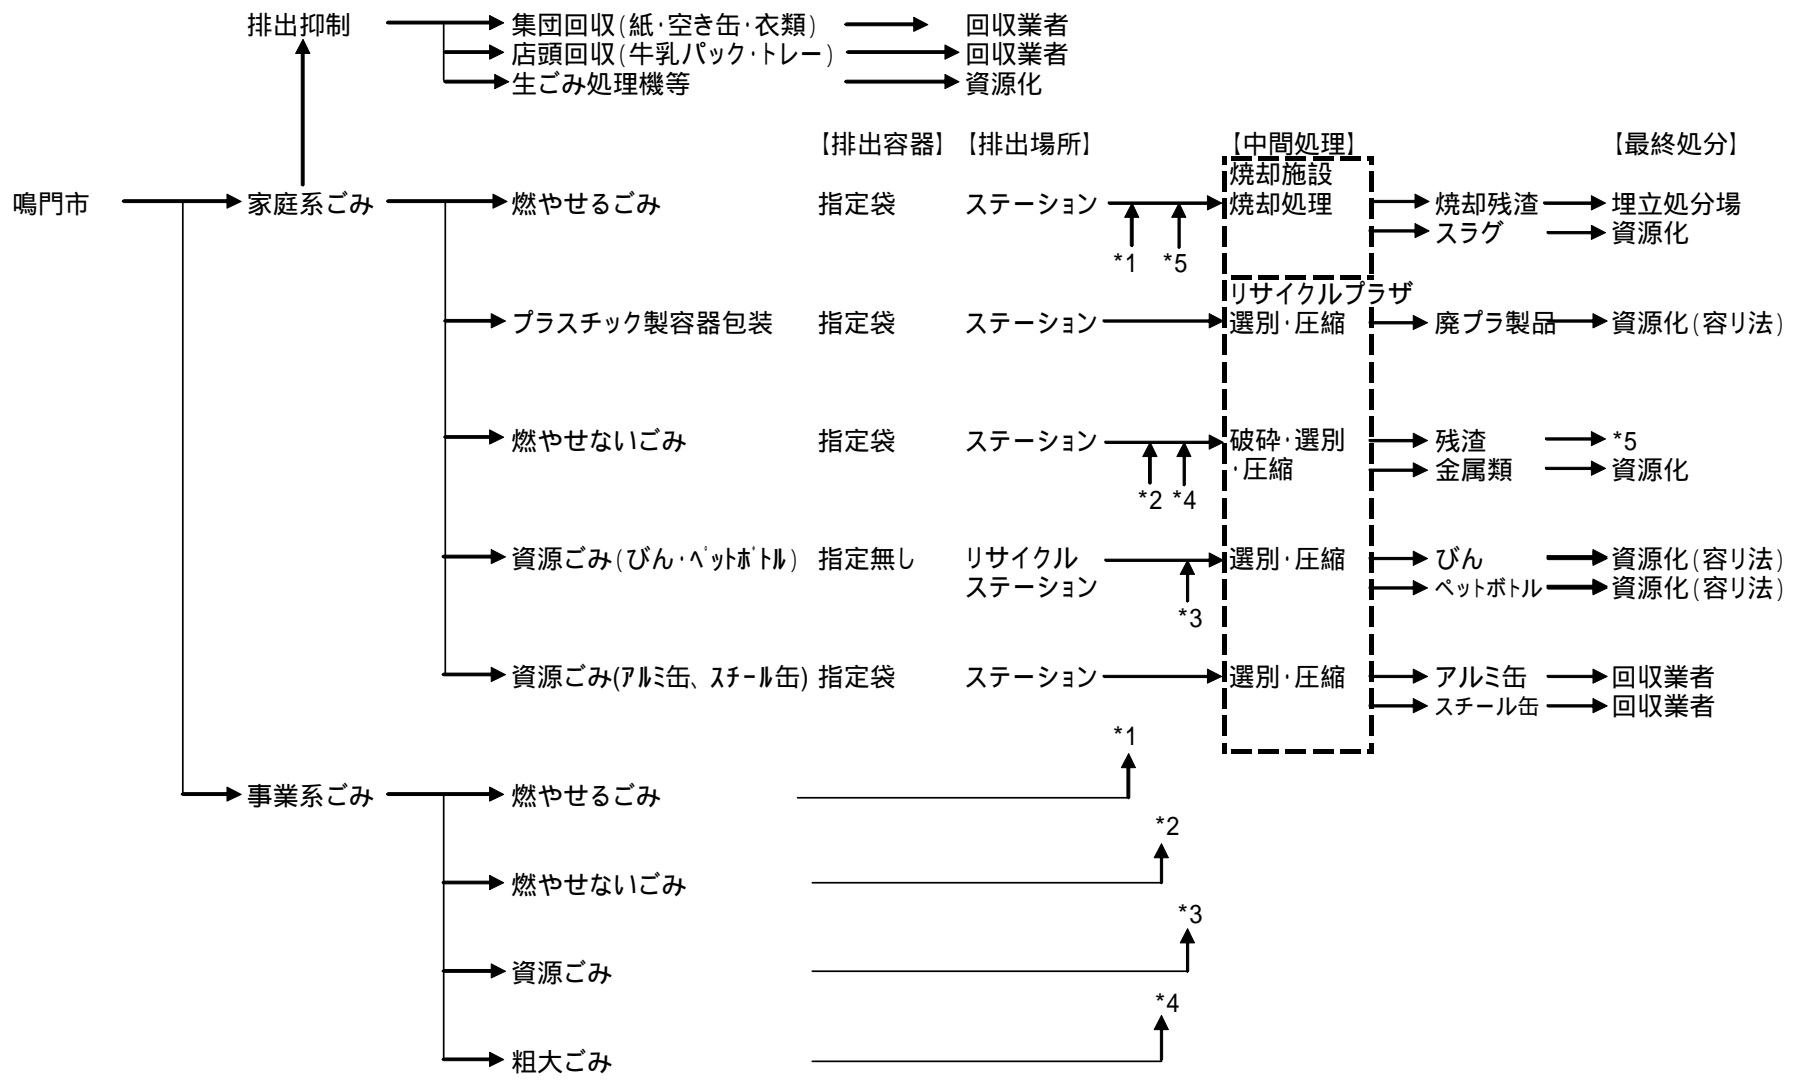 排出抑制 集団回収(紙・空き缶・衣類) 回収業者
店頭回収(牛乳パック・トレー) 回収業者
生ごみ処理機等 資源化
【排出容器】 【排出場所】 【中間処理】 【最終処分】
焼却施設
鳴門市 家庭系ごみ 燃やせるごみ 指定袋 ステーション 焼却処理 焼却残渣 埋立処分場
スラグ 資源化
*1 *5
リサイクルプラザ
プラスチック製容器包装 指定袋 ステーション 選別・圧縮 廃プラ製品 資源化(容リ法)
燃やせないごみ 指定袋 ステーション 破砕・選別 残渣 *5
・圧縮 金属類 資源化
*2 *4
資源ごみ(びん・ペットボトル) 指定無し リサイクル 選別・圧縮 びん 資源化(容リ法)
ステーション ペットボトル 資源化(容リ法)
*3
資源ごみ(アルミ缶、スチール缶) 指定袋 ステーション 選別・圧縮 アルミ缶 回収業者
スチール缶 回収業者
*1
事業系ごみ 燃やせるごみ
*2
燃やせないごみ
*3
資源ごみ
*4
粗大ごみ